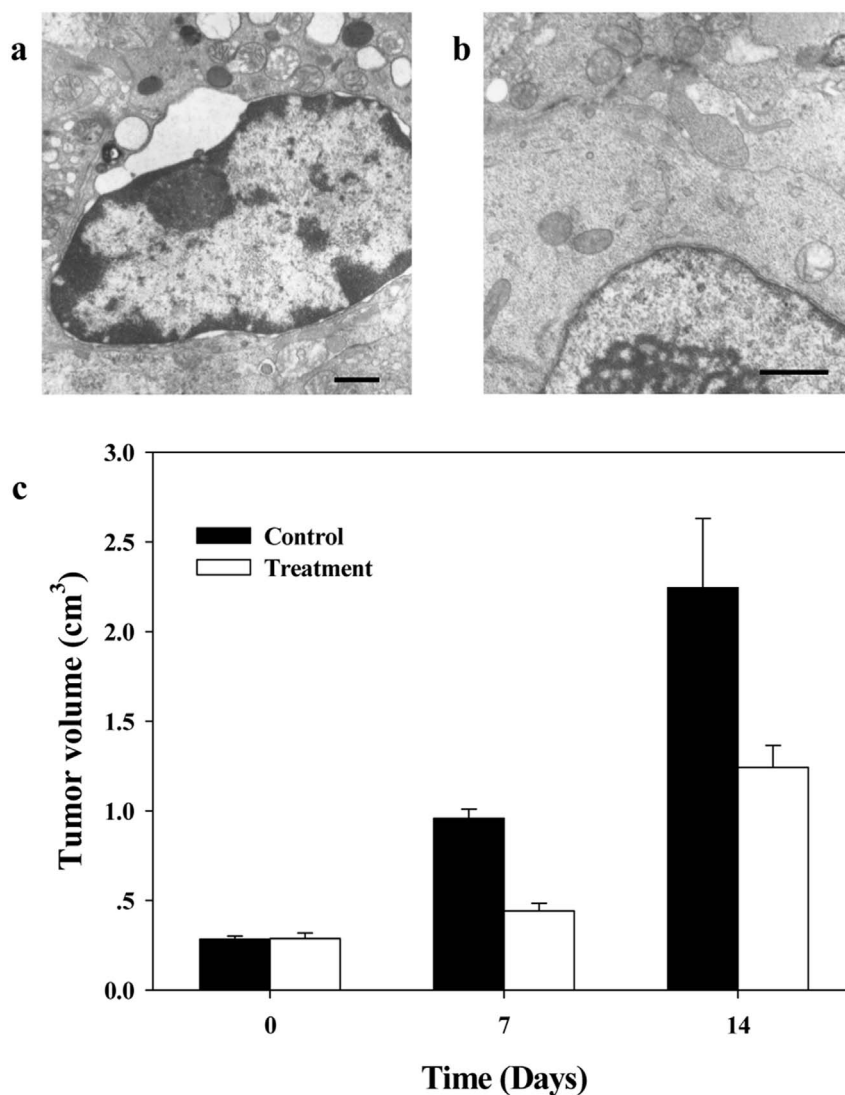 a
b
c
3.0
2.5
2.0
1.5
1.0
.5
0.0
Tumor volume (cm³)
Control
Treatment
0 7 14
Time (Days)